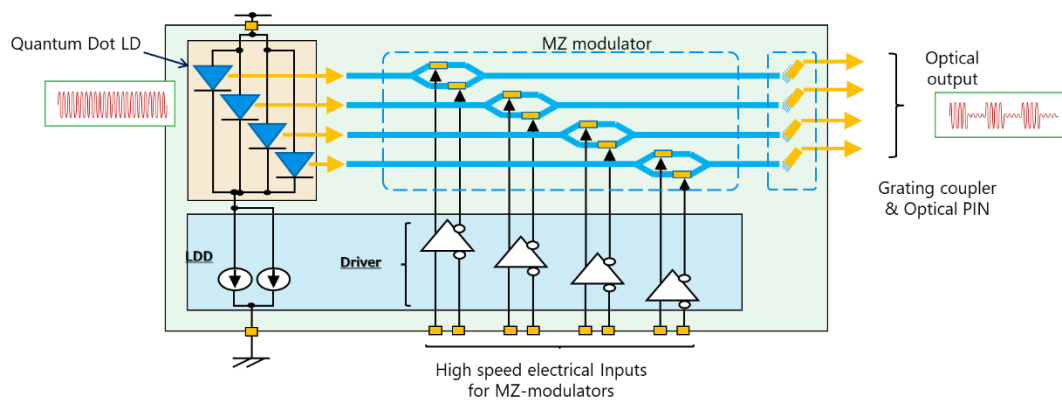 Quantum Dot LD
MZ modulator
Optical
output
Grating coupler
& Optical PIN
LDD
Driver
High speed electrical Inputs
for MZ-modulators